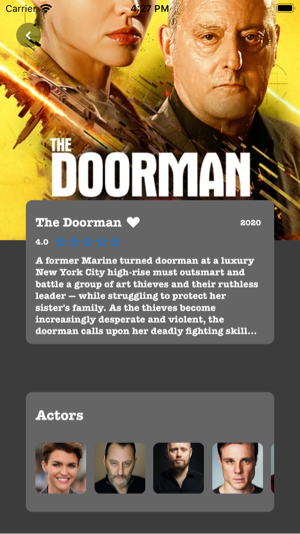 Carrier 4:27 PM
THE
DOORMAN
The Doorman 2020
4.0
A former Marine turned doorman at a luxury
New York City high-rise must outsmart and
battle a group of art thieves and their ruthless
leader — while struggling to protect her
sister's family. As the thieves become
increasingly desperate and violent, the
doorman calls upon her deadly fighting skill...
Actors